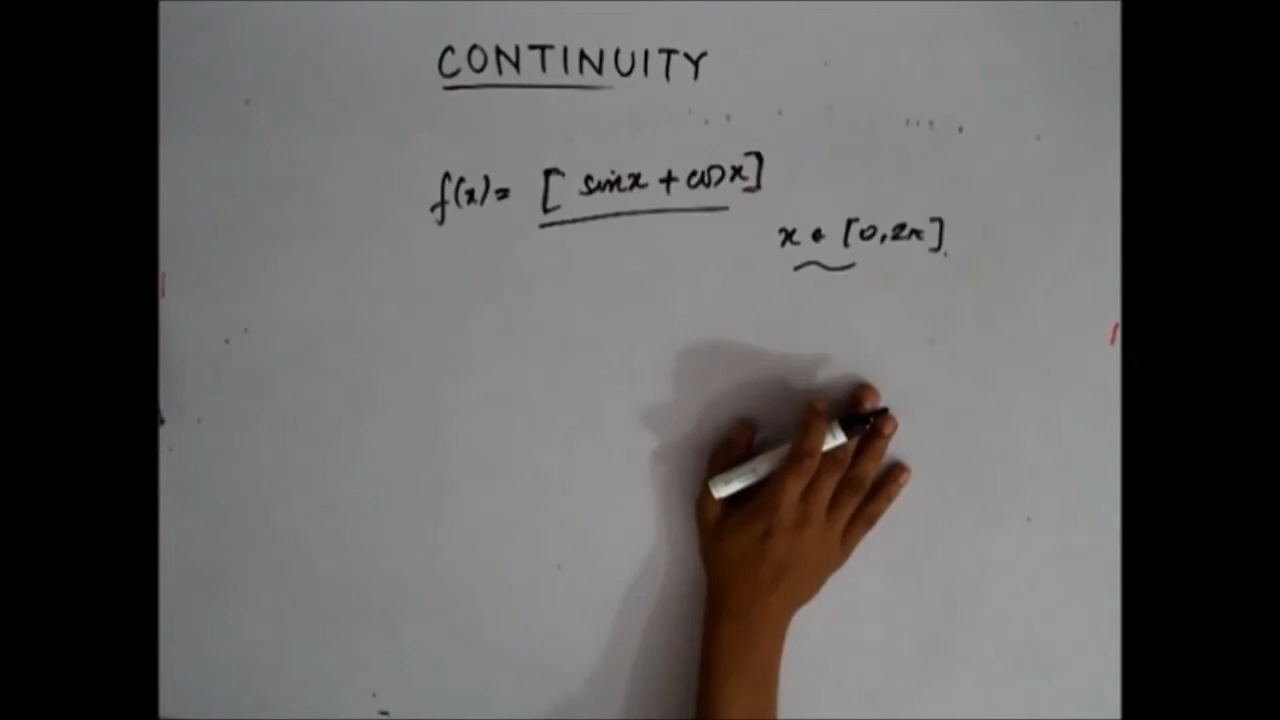 CONTINUITY
f(x) = [ sinx + cosx ]
x ∈ [0, 2π]